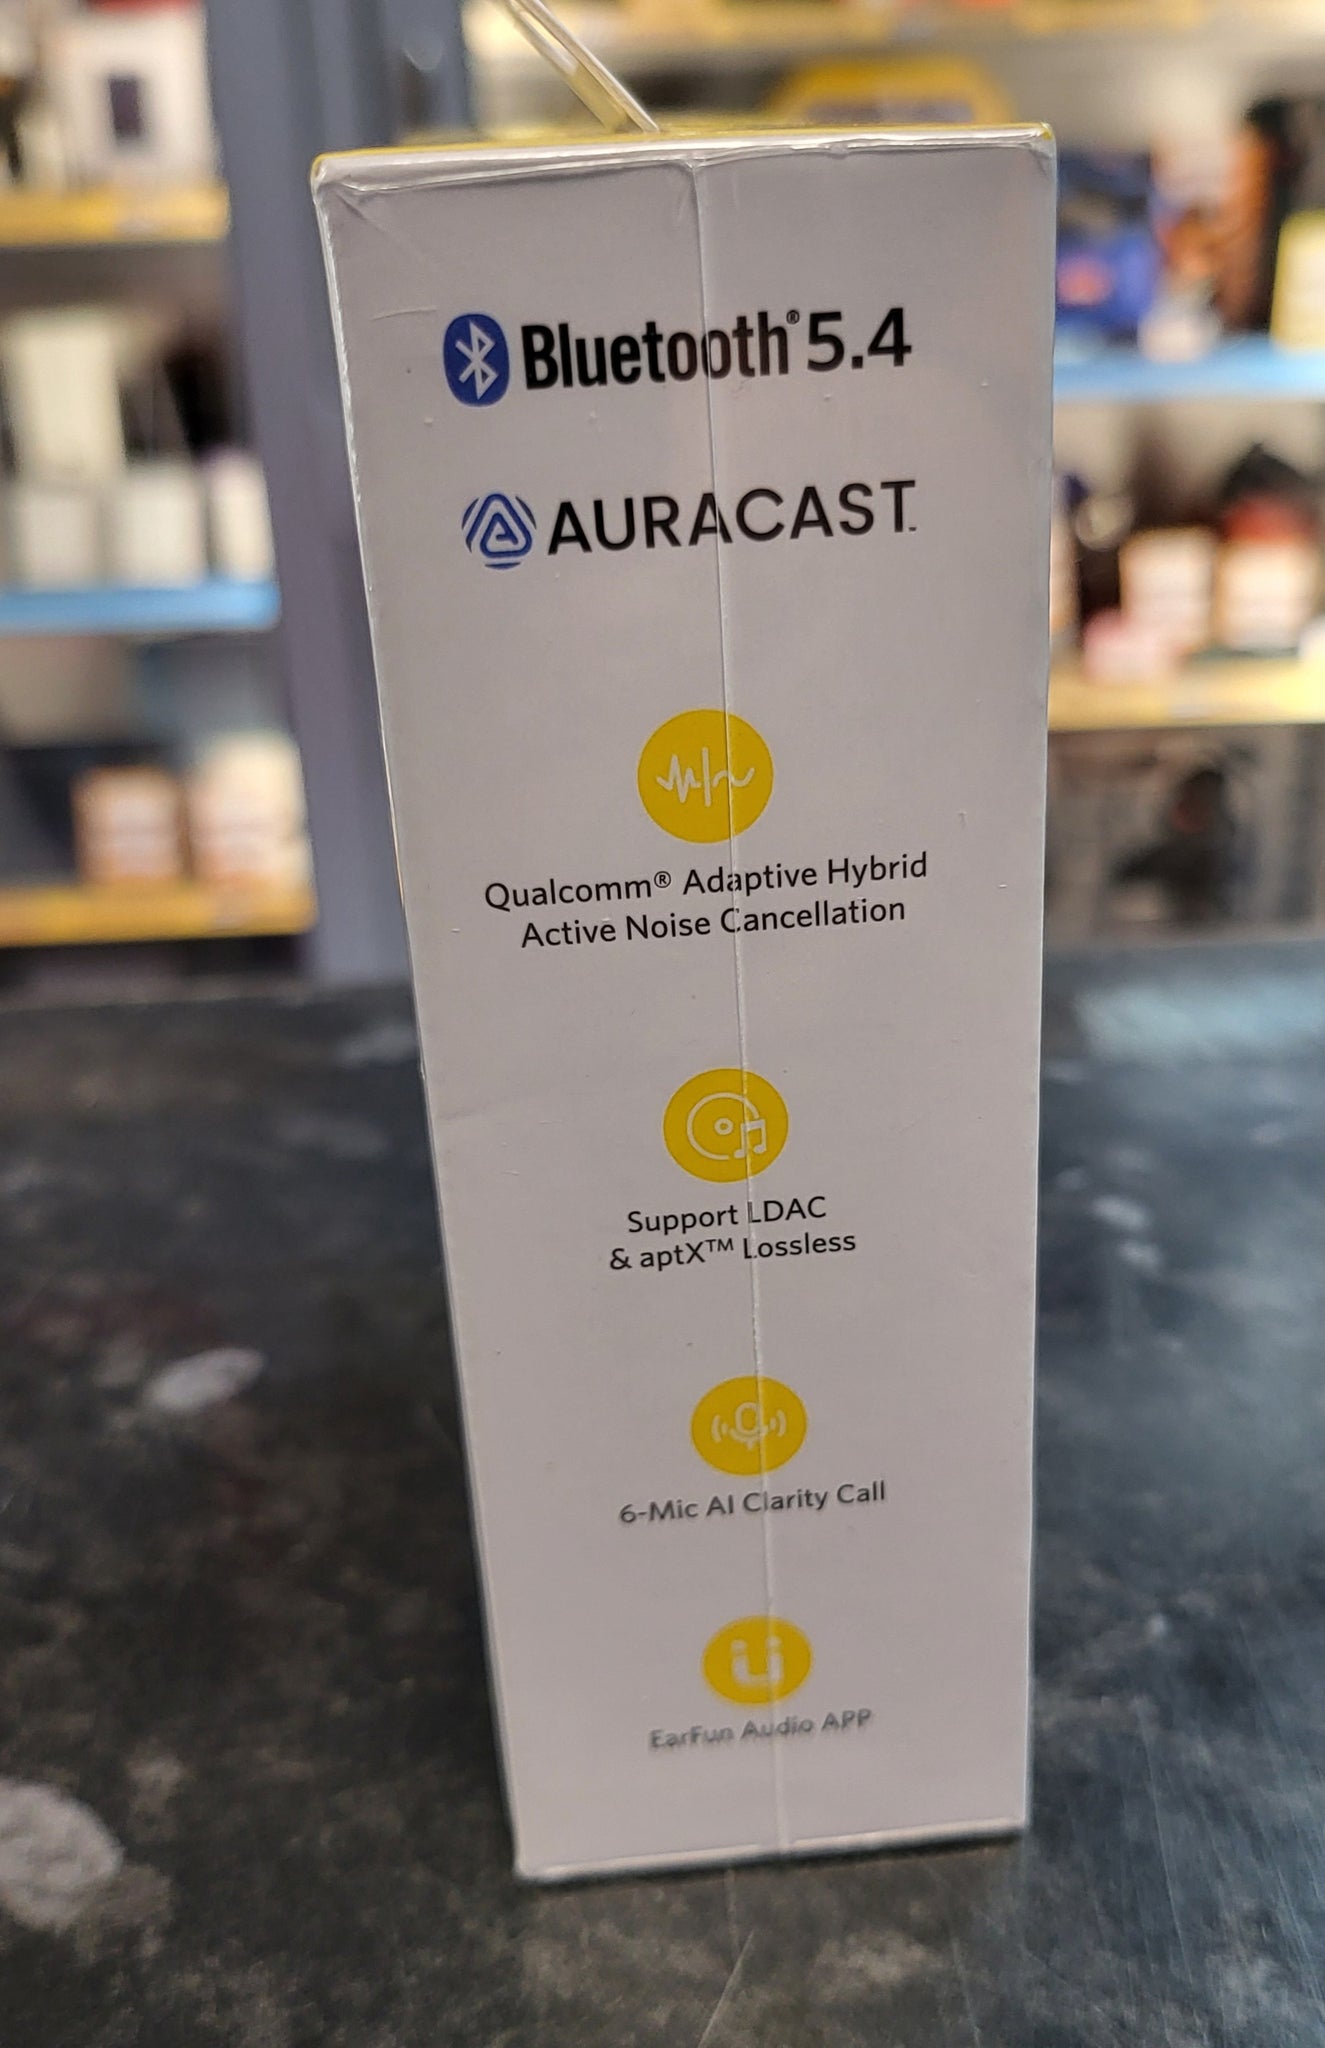 Bluetooth® 5.4
AURACAST™
Qualcomm® Adaptive Hybrid
Active Noise Cancellation
Support LDAC
& aptX™ Lossless
6-Mic AI Clarity Call
EarFun Audio APP